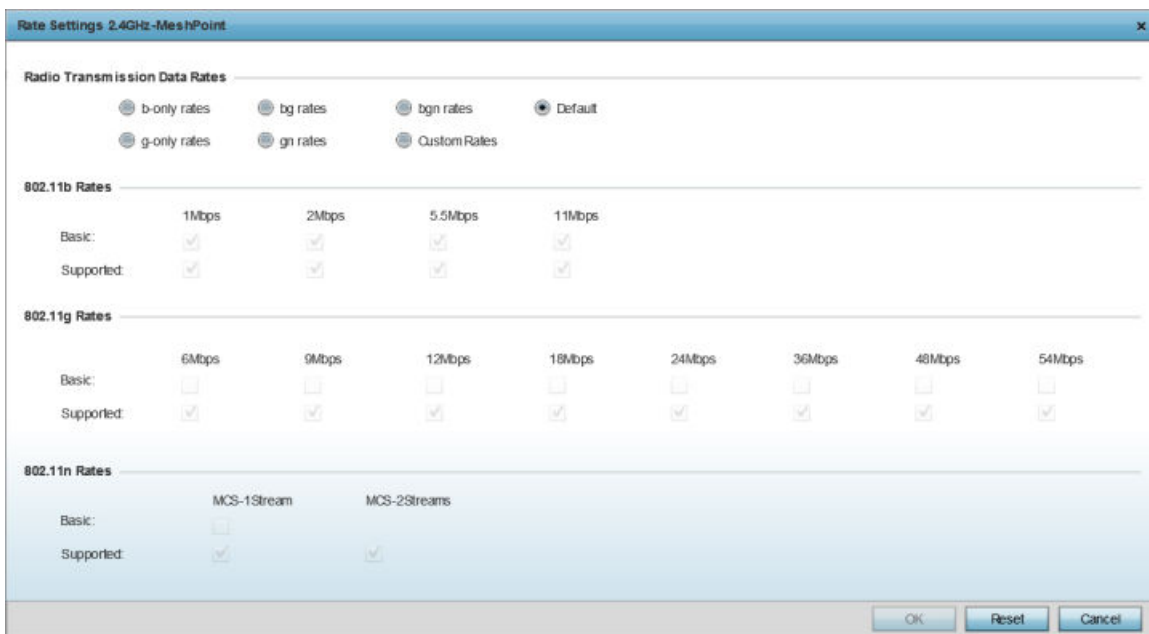 Rate Settings 2.4GHz-MeshPoint x
Radio Transmission Data Rates
b-only rates bg rates bgn rates Default
g-only rates gn rates Custom Rates
802.11b Rates
1Mbps 2Mbps 5.5Mbps 11Mbps
Basic:
Supported:
802.11g Rates
6Mbps 9Mbps 12Mbps 18Mbps 24Mbps 36Mbps 48Mbps 54Mbps
Basic:
Supported:
802.11n Rates
MCS-1Stream MCS-2Streams
Basic:
Supported:
OK Reset Cancel